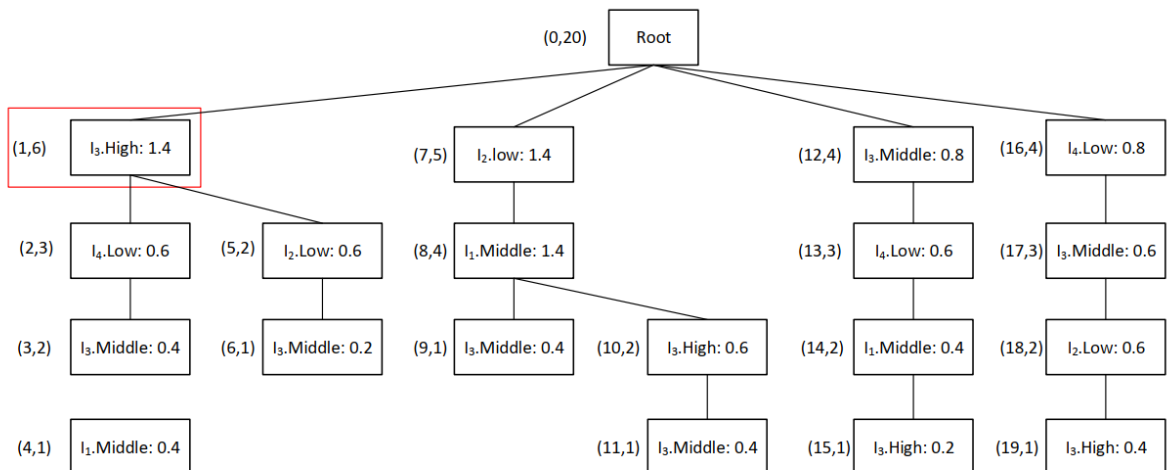 (0,20) Root
(1,6) I₃.High: 1.4 (7,5) I₂.low: 1.4 (12,4) I₃.Middle: 0.8 (16,4) I₄.Low: 0.8
(2,3) I₄.Low: 0.6 (5,2) I₂.Low: 0.6 (8,4) I₁.Middle: 1.4 (13,3) I₄.Low: 0.6 (17,3) I₃.Middle: 0.6
(3,2) I₃.Middle: 0.4 (6,1) I₃.Middle: 0.2 (9,1) I₃.Middle: 0.4 (10,2) I₃.High: 0.6 (14,2) I₁.Middle: 0.4 (18,2) I₂.Low: 0.6
(4,1) I₁.Middle: 0.4 (11,1) I₃.Middle: 0.4 (15,1) I₃.High: 0.2 (19,1) I₃.High: 0.4